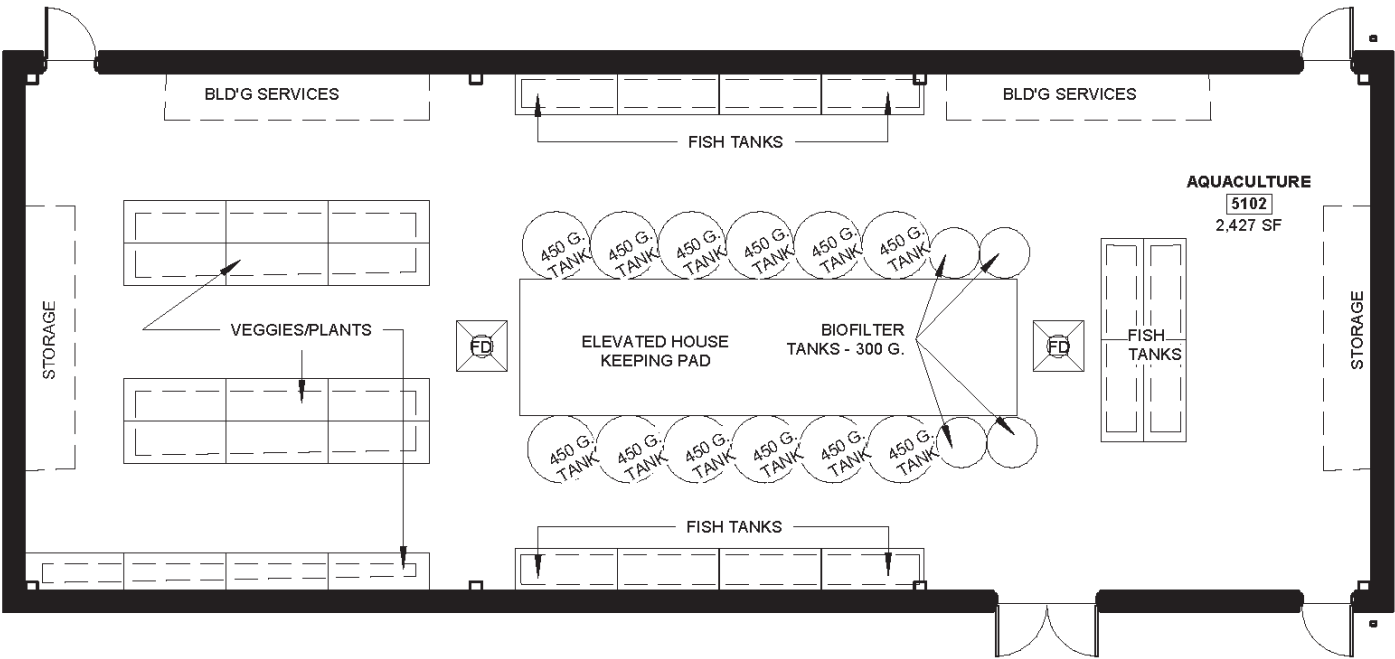 BLD'G SERVICES
BLD'G SERVICES
FISH TANKS
AQUACULTURE
5102
2,427 SF
450 G.
TANK
450 G.
TANK
450 G.
TANK
450 G.
TANK
450 G.
TANK
450 G.
TANK
STORAGE
VEGGIES/PLANTS
FD
ELEVATED HOUSE
KEEPING PAD
BIOFILTER
TANKS - 300 G.
FD
FISH
TANKS
STORAGE
450 G.
TANK
450 G.
TANK
450 G.
TANK
450 G.
TANK
450 G.
TANK
450 G.
TANK
FISH TANKS